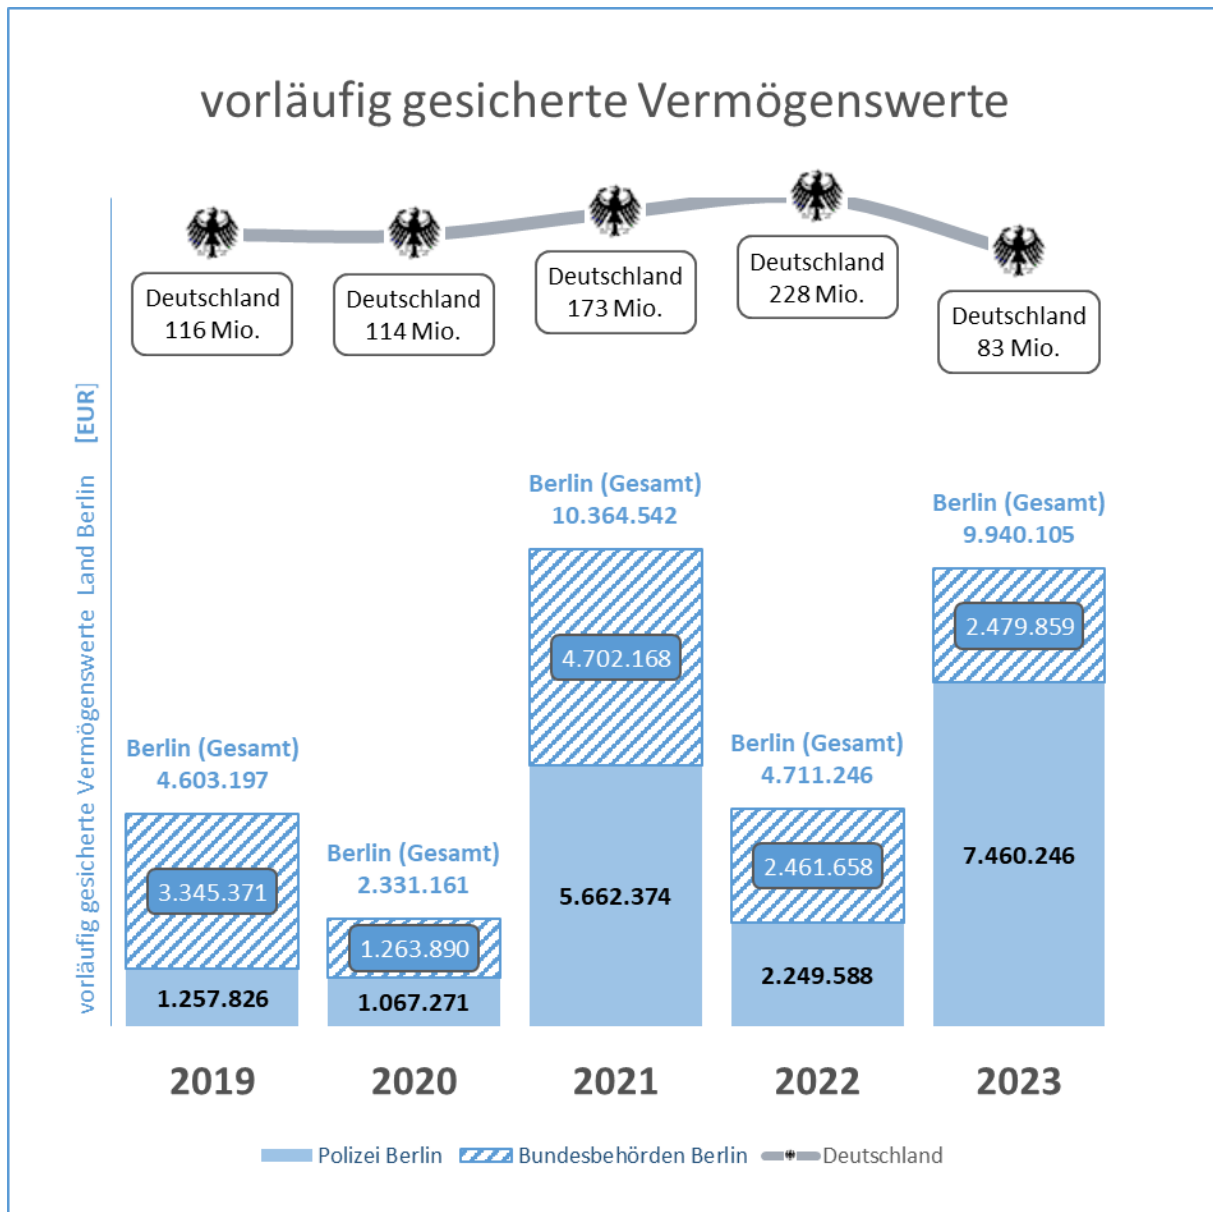 vorläufig gesicherte Vermögenswerte
Deutschland
116 Mio.
Deutschland
114 Mio.
Deutschland
173 Mio.
Deutschland
228 Mio.
Deutschland
83 Mio.
vorläufig gesicherte Vermögenswerte Land Berlin [EUR]
Berlin (Gesamt)
4.603.197
3.345.371
1.257.826
Berlin (Gesamt)
2.331.161
1.263.890
1.067.271
Berlin (Gesamt)
10.364.542
4.702.168
5.662.374
Berlin (Gesamt)
4.711.246
2.461.658
2.249.588
Berlin (Gesamt)
9.940.105
2.479.859
7.460.246
2019
2020
2021
2022
2023
Polizei Berlin
Bundesbehörden Berlin
Deutschland